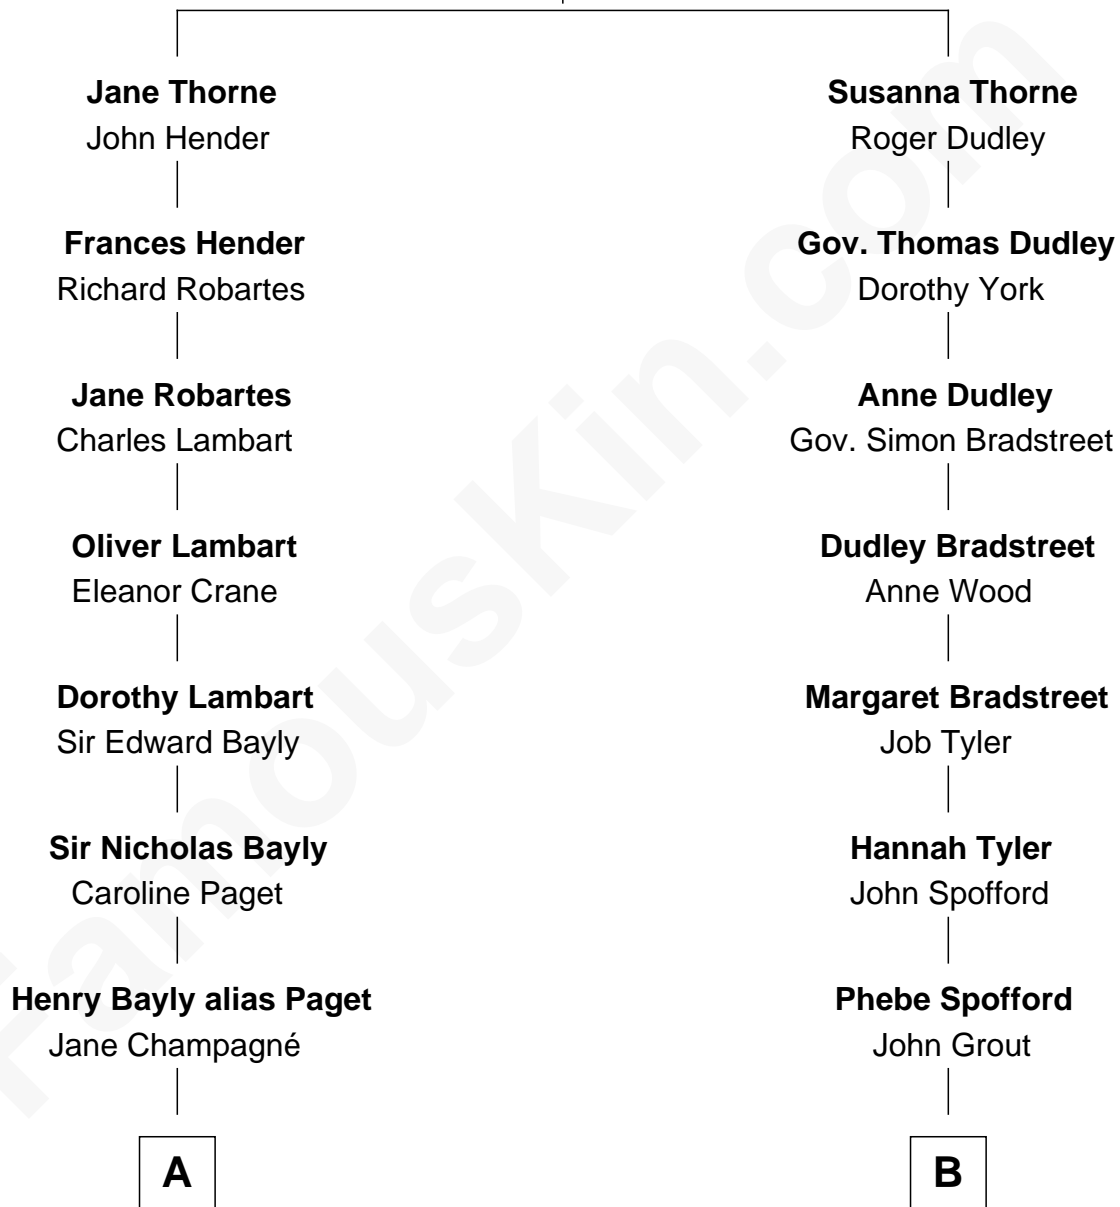 Jane Thorne
John Hender
Frances Hender
Richard Robartes
Jane Robartes
Charles Lambart
Oliver Lambart
Eleanor Crane
Dorothy Lambart
Sir Edward Bayly
Sir Nicholas Bayly
Caroline Paget
Henry Bayly alias Paget
Jane Champagné
A
Susanna Thorne
Roger Dudley
Gov. Thomas Dudley
Dorothy York
Anne Dudley
Gov. Simon Bradstreet
Dudley Bradstreet
Anne Wood
Margaret Bradstreet
Job Tyler
Hannah Tyler
John Spofford
Phebe Spofford
John Grout
B
FamousKin.com